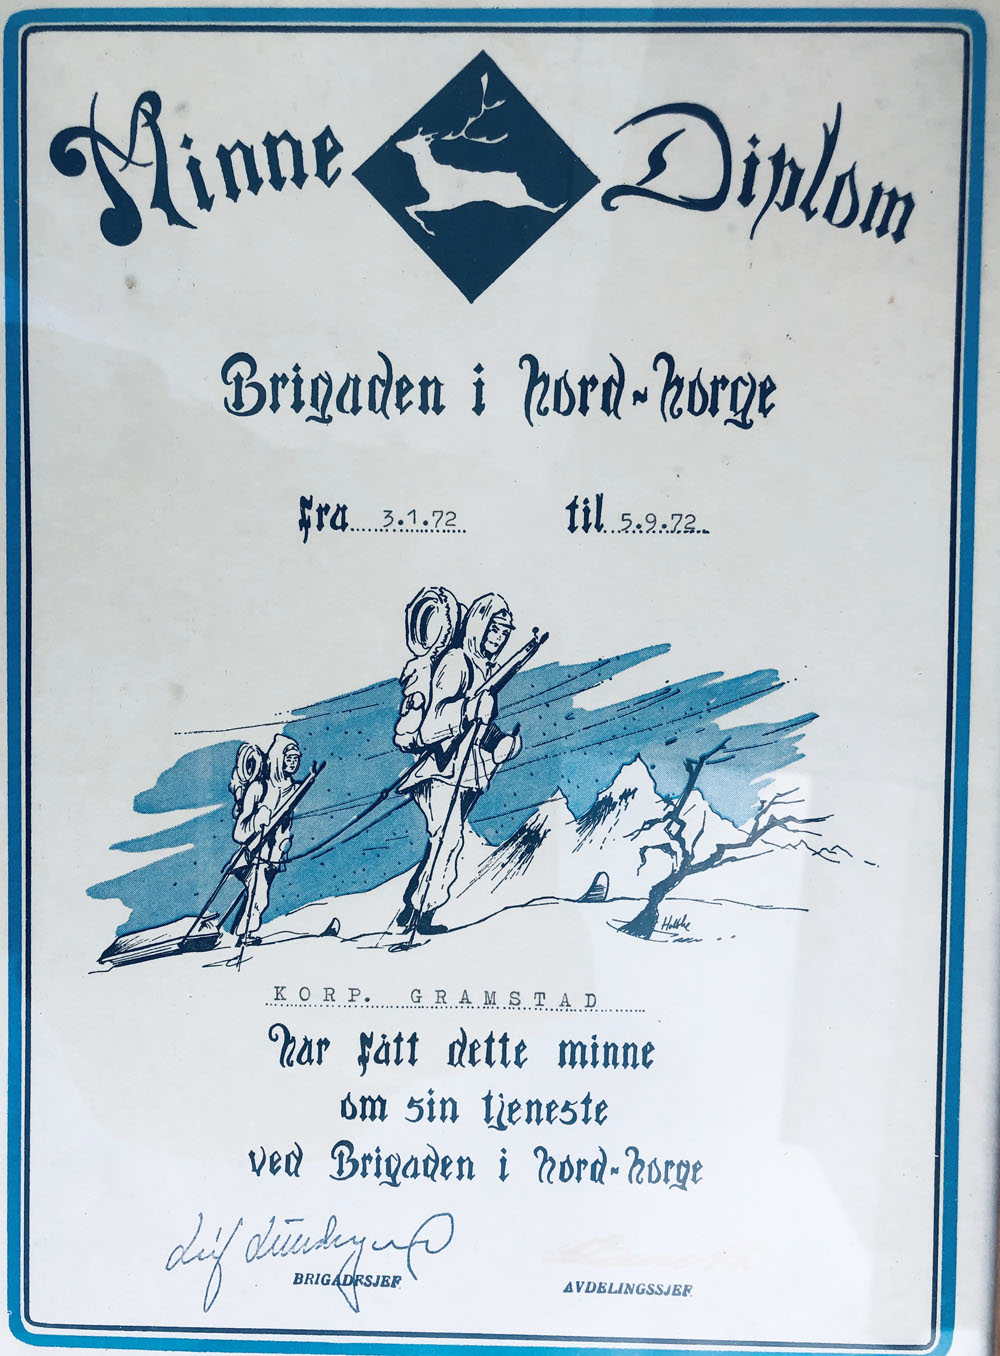 Minne Diplom
Brigaden i Nord-Norge
fra 3.1.72 til 5.9.72
KORP. GRAMSTAD
har fått dette minne
om sin tjeneste
ved Brigaden i Nord-Norge
Leif
BRIGADESJEF
AVDELINGSSJEF